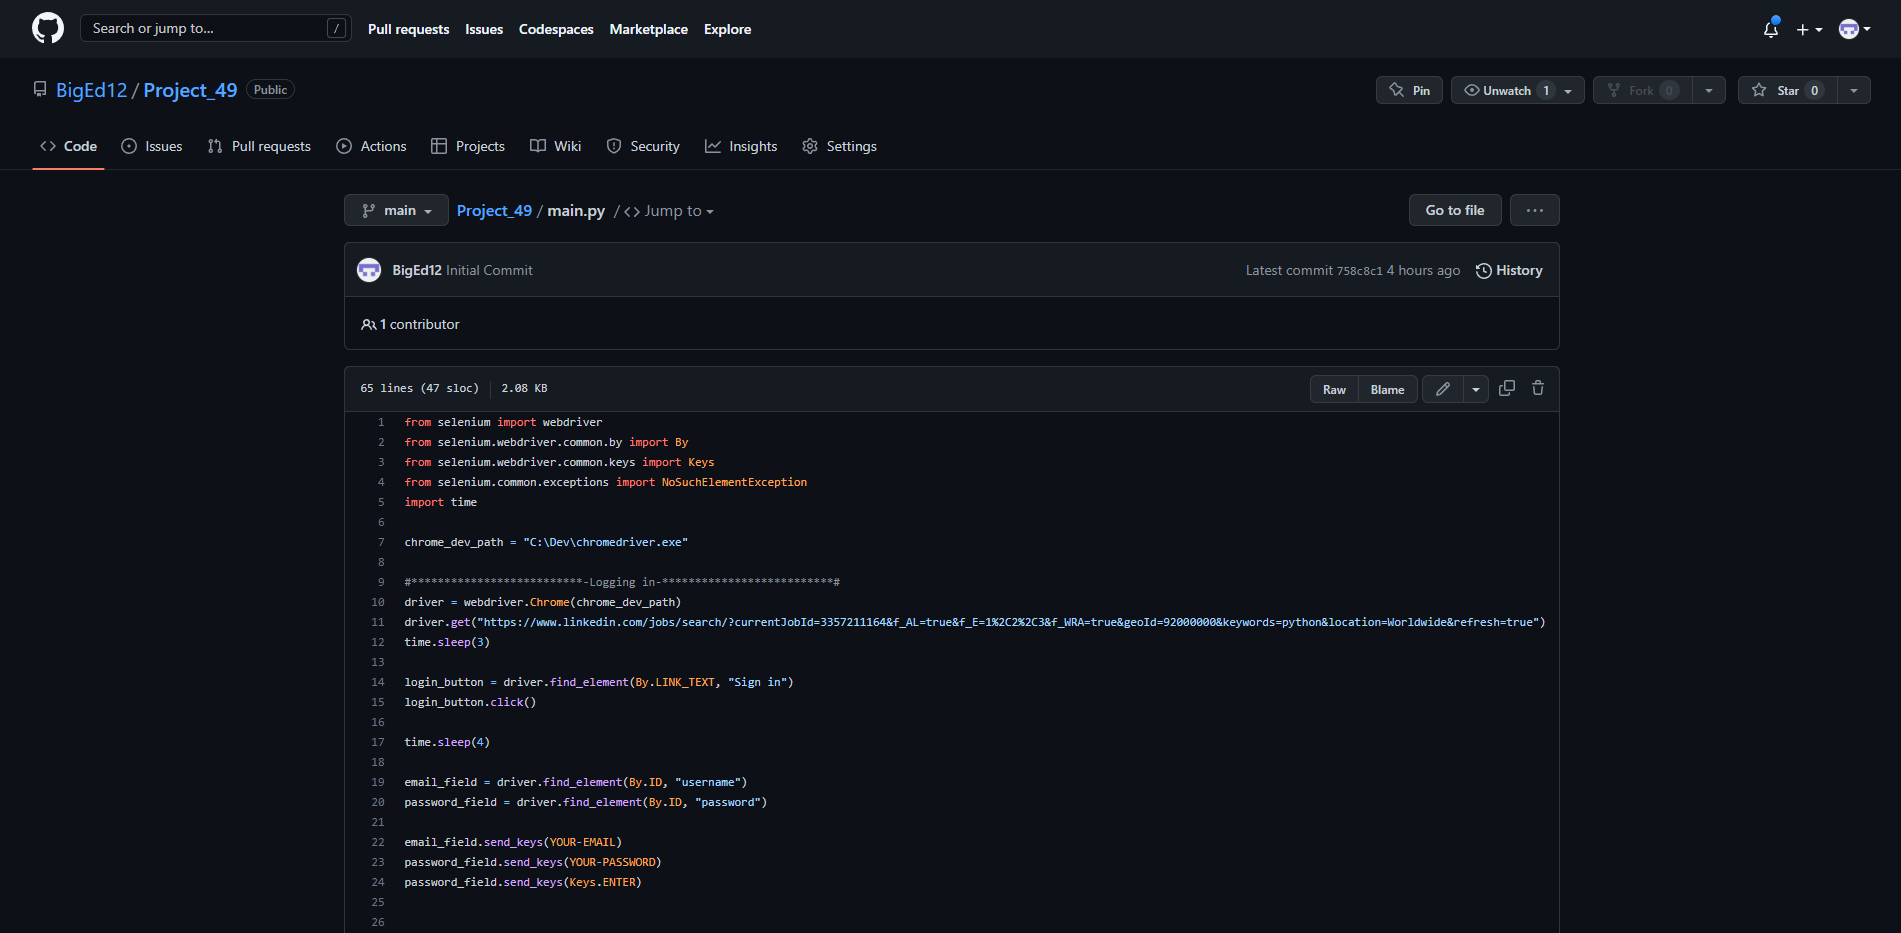 Search or jump to... /
Pull requests Issues Codespaces Marketplace Explore
BigEd12 / Project_49 Public
Pin Unwatch 1 Fork 0 Star 0
Code Issues Pull requests Actions Projects Wiki Security Insights Settings
main Project_49 / main.py / <> Jump to
Go to file ...
BigEd12 Initial Commit Latest commit 758c8c1 4 hours ago History
1 contributor
65 lines (47 sloc) 2.08 KB Raw Blame
1 from selenium import webdriver
2 from selenium.webdriver.common.by import By
3 from selenium.webdriver.common.keys import Keys
4 from selenium.common.exceptions import NoSuchElementException
5 import time
6
7 chrome_dev_path = "C:\Dev\chromedriver.exe"
8
9 #**************************-Logging in-**************************#
10 driver = webdriver.Chrome(chrome_dev_path)
11 driver.get("https://www.linkedin.com/jobs/search/?currentJobId=3357211164&f_AL=true&f_E=1%2C2%2C3&f_WRA=true&geoId=92000000&keywords=python&location=Worldwide&refresh=true")
12 time.sleep(3)
13
14 login_button = driver.find_element(By.LINK_TEXT, "Sign in")
15 login_button.click()
16
17 time.sleep(4)
18
19 email_field = driver.find_element(By.ID, "username")
20 password_field = driver.find_element(By.ID, "password")
21
22 email_field.send_keys(YOUR-EMAIL)
23 password_field.send_keys(YOUR-PASSWORD)
24 password_field.send_keys(Keys.ENTER)
25
26